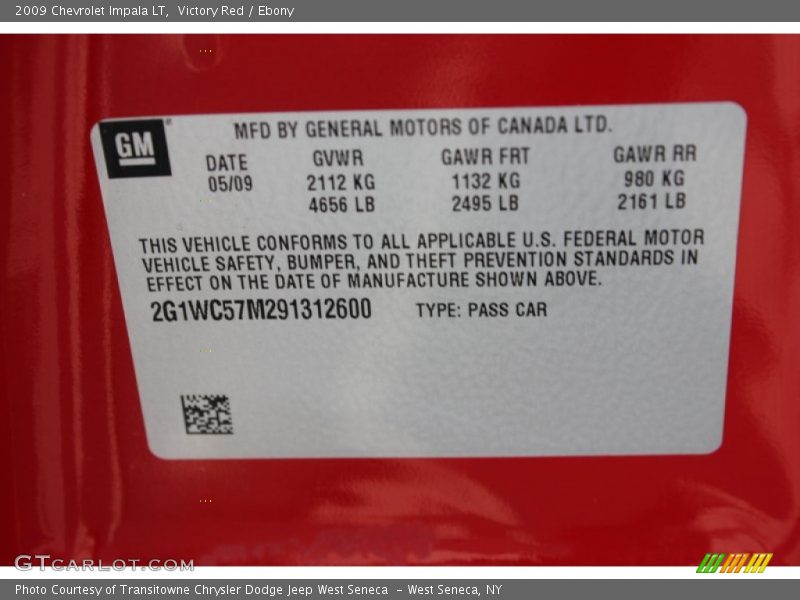 2009 Chevrolet Impala LT, Victory Red / Ebony
GM
MFD BY GENERAL MOTORS OF CANADA LTD.
DATE GVWR GAWR FRT GAWR RR
05/09 2112 KG 1132 KG 980 KG
4656 LB 2495 LB 2161 LB
THIS VEHICLE CONFORMS TO ALL APPLICABLE U.S. FEDERAL MOTOR
VEHICLE SAFETY, BUMPER, AND THEFT PREVENTION STANDARDS IN
EFFECT ON THE DATE OF MANUFACTURE SHOWN ABOVE.
2G1WC57M291312600 TYPE: PASS CAR
GTCARLOT.COM
Photo Courtesy of Transitowne Chrysler Dodge Jeep West Seneca - West Seneca, NY